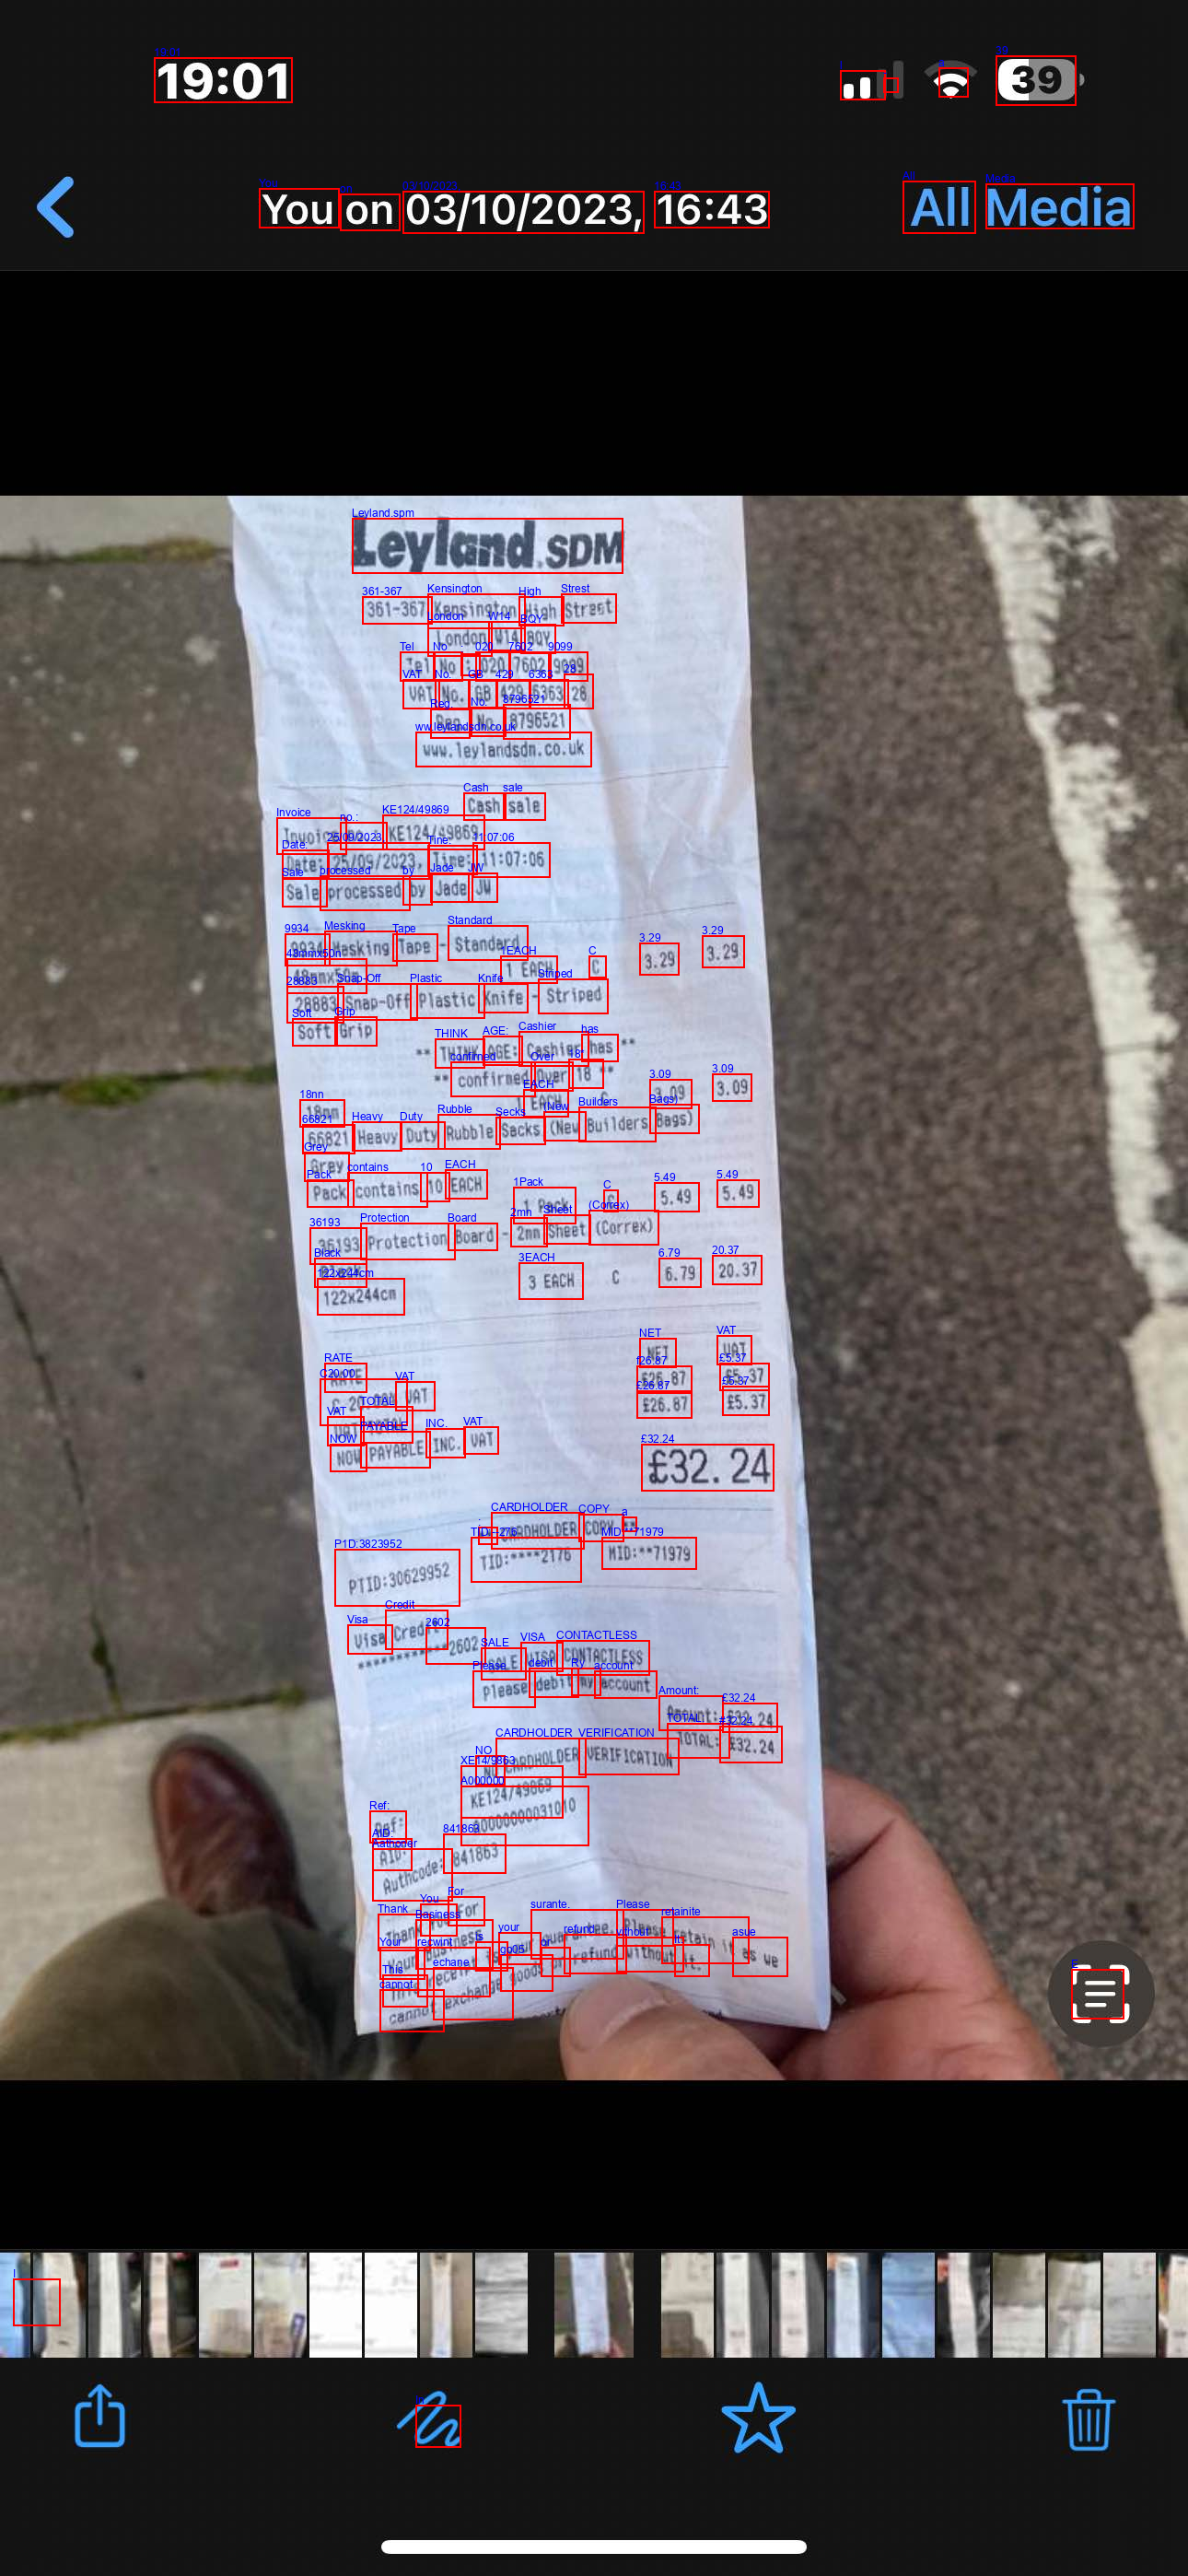 19:01
39
You on 03/10/2023, 16:43
All Media
Leyland.SDM
361-367 Kensington High Street
London W14 8QY
Tel No : 020 7602 9099
VAT No. GB 429 6363 28
Reg. No. 8796521
www.leylandsdm.co.uk
Cash sale
Invoice no.: KE124/49869
Date: 25/09/2023, Time: 11:07:06
Sale processed by Jade JW
9934 Masking Tape - Standard
48mmx50m 1 EACH C 3.29 3.29
28883 Snap-Off Plastic Knife - Striped
Soft Grip
** THINK AGE: Cashier has **
** confirmed Over 18 **
18mm 1 EACH C 3.09 3.09
66821 Heavy Duty Rubble Sacks (New Builders Bags)
Grey
Pack contains 10 EACH 1 Pack C 5.49 5.49
36193 Protection Board - 2mm Sheet (Correx)
Black
122x244cm 3 EACH C 6.79 20.37
NET VAT
RATE £26.87 £5.37
C 20.00% VAT £26.87 £5.37
VAT TOTAL
NOW PAYABLE INC. VAT £32.24
CARDHOLDER COPY **
PTID:30629952 TID:****2176 MID:**71979
Visa Credit
************2602
SALE VISA CONTACTLESS
Please debit my account
Amount: £32.24
TOTAL: £32.24
NO CARDHOLDER VERIFICATION
Ref: KE124/49869
AID: A0000000031010
Authcode: 841863
Thank You For
Your Business
This receipt is your guarantee. Please retain it as we
cannot exchange goods or refund without it.